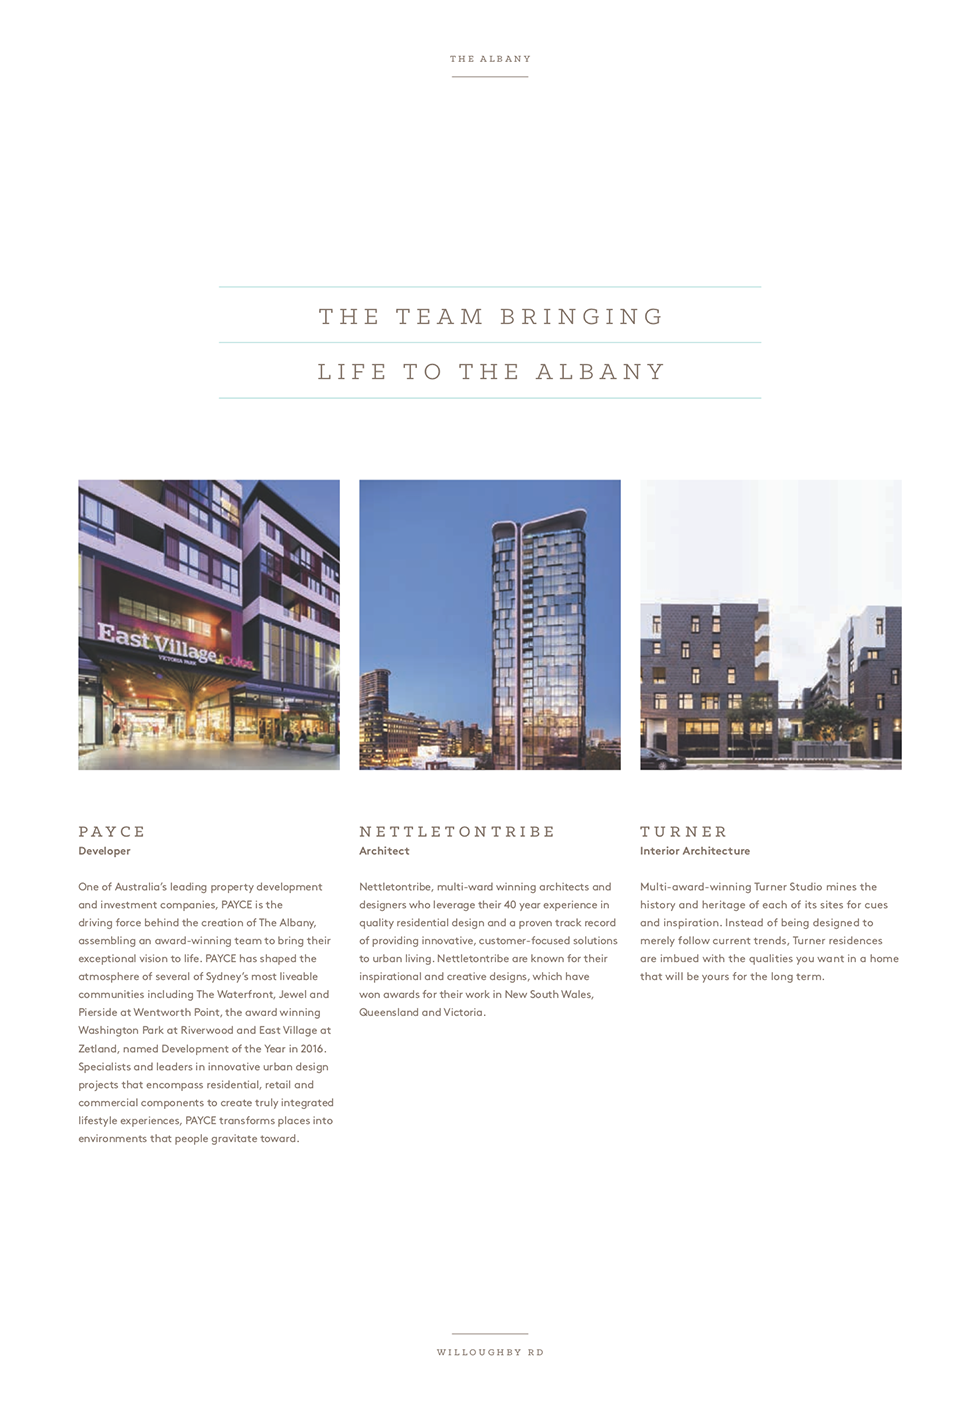 THE ALBANY
THE TEAM BRINGING
LIFE TO THE ALBANY
East Village
coles
VICTORIA PARK
PAYCE
Developer
One of Australia's leading property development
and investment companies, PAYCE is the
driving force behind the creation of The Albany,
assembling an award-winning team to bring their
exceptional vision to life. PAYCE has shaped the
atmosphere of several of Sydney's most liveable
communities including The Waterfront, Jewel and
Pierside at Wentworth Point, the award winning
Washington Park at Riverwood and East Village at
Zetland, named Development of the Year in 2016.
Specialists and leaders in innovative urban design
projects that encompass residential, retail and
commercial components to create truly integrated
lifestyle experiences, PAYCE transforms places into
environments that people gravitate toward.
NETTLETONTRIBE
Architect
Nettletontribe, multi-ward winning architects and
designers who leverage their 40 year experience in
quality residential design and a proven track record
of providing innovative, customer-focused solutions
to urban living. Nettletontribe are known for their
inspirational and creative designs, which have
won awards for their work in New South Wales,
Queensland and Victoria.
TURNER
Interior Architecture
Multi-award-winning Turner Studio mines the
history and heritage of each of its sites for cues
and inspiration. Instead of being designed to
merely follow current trends, Turner residences
are imbued with the qualities you want in a home
that will be yours for the long term.
WILLOUGHBY RD